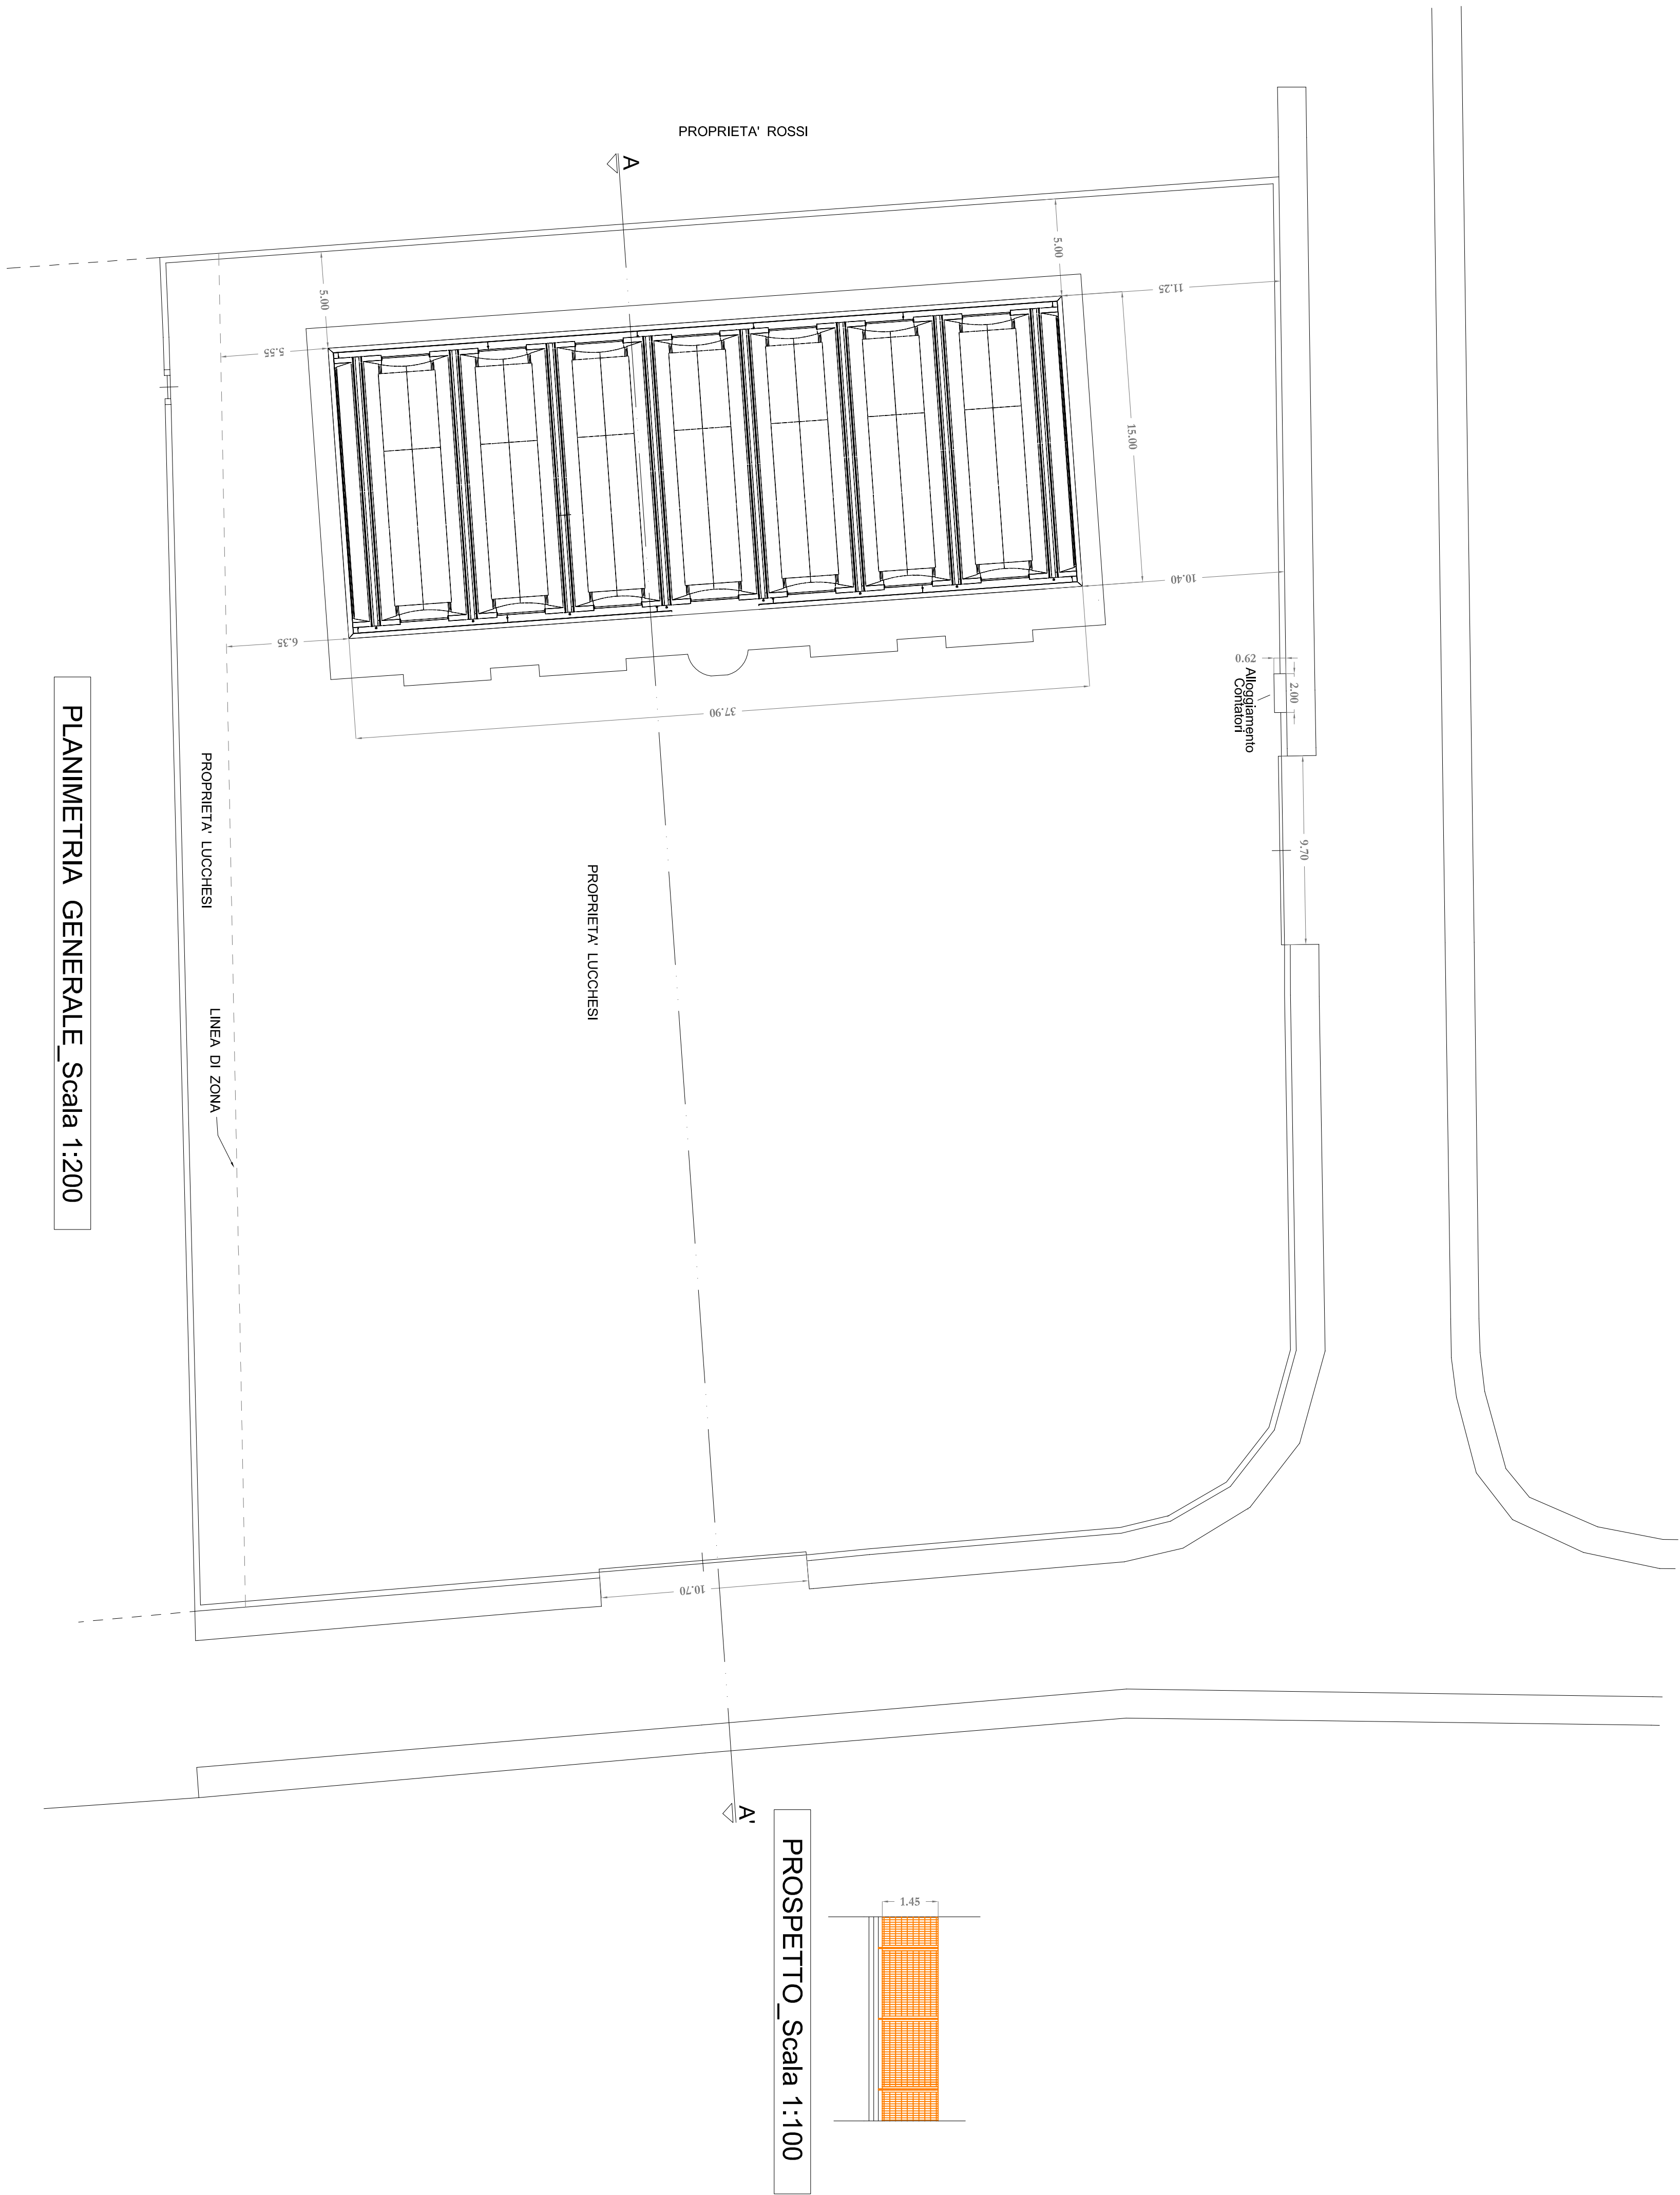 PROPRIETA' ROSSI
A
5.00
5.00
11.25
5.55
15.00
10.40
6.35
0.62
2.00
Alloggiamento
Contatori
37.90
9.70
PROPRIETA' LUCCHESI
PROPRIETA' LUCCHESI
LINEA DI ZONA
PLANIMETRIA GENERALE_Scala 1:200
10.70
A'
PROSPETTO_Scala 1:100
1.45